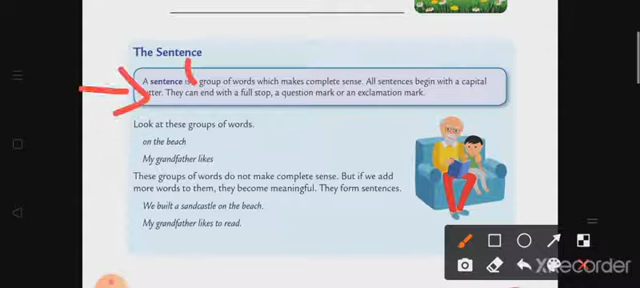 The Sentence
A sentence is a group of words which makes complete sense. All sentences begin with a capital
letter. They can end with a full stop, a question mark or an exclamation mark.
Look at these groups of words.
on the beach
My grandfather likes
These groups of words do not make complete sense. But if we add
more words to them, they become meaningful. They form sentences.
We built a sandcastle on the beach.
My grandfather likes to read.
XRecorder